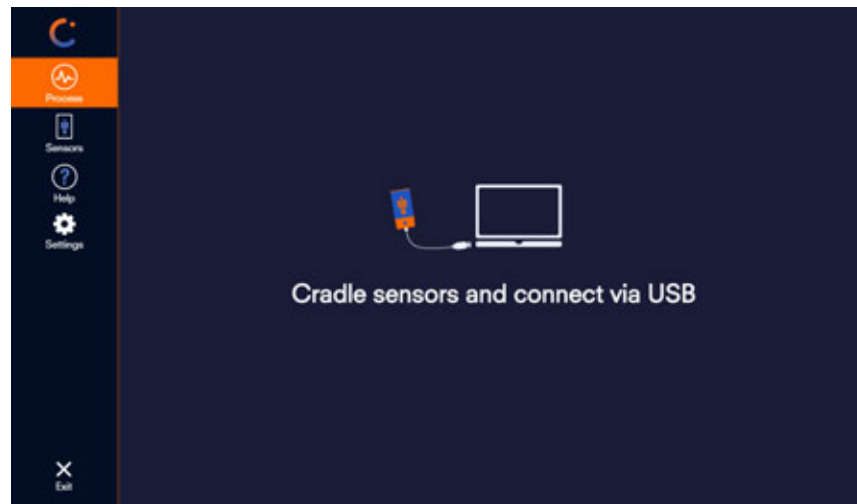 Process
Sensors
Help
Settings
Cradle sensors and connect via USB
Exit